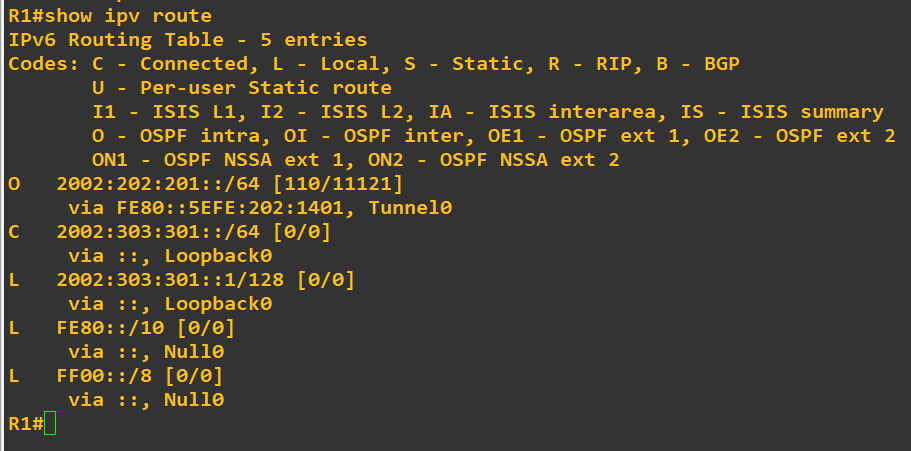 R1#show ipv route
IPv6 Routing Table - 5 entries
Codes: C - Connected, L - Local, S - Static, R - RIP, B - BGP
       U - Per-user Static route
       I1 - ISIS L1, I2 - ISIS L2, IA - ISIS interarea, IS - ISIS summary
       O - OSPF intra, OI - OSPF inter, OE1 - OSPF ext 1, OE2 - OSPF ext 2
       ON1 - OSPF NSSA ext 1, ON2 - OSPF NSSA ext 2
O   2002:202:201::/64 [110/11121]
     via FE80::5EFE:202:1401, Tunnel0
C   2002:303:301::/64 [0/0]
     via ::, Loopback0
L   2002:303:301::1/128 [0/0]
     via ::, Loopback0
L   FE80::/10 [0/0]
     via ::, Null0
L   FF00::/8 [0/0]
     via ::, Null0
R1#